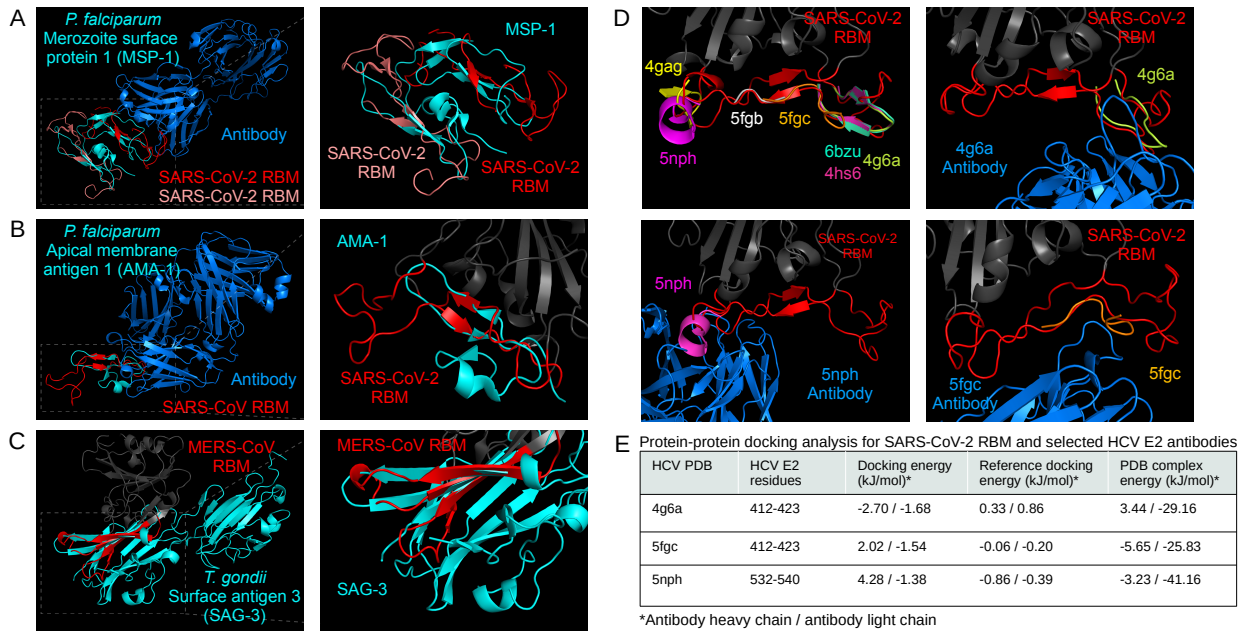 A
P. falciparum
Merozoite surface
protein 1 (MSP-1)
Antibody
SARS-CoV-2 RBM
SARS-CoV-2 RBM
MSP-1
SARS-CoV-2
RBM
SARS-CoV-2
RBM
B
P. falciparum
Apical membrane
antigen 1 (AMA-1)
Antibody
SARS-CoV RBM
AMA-1
SARS-CoV-2
RBM
C
MERS-CoV
RBM
T. gondii
Surface antigen 3
(SAG-3)
MERS-CoV RBM
SAG-3
D
SARS-CoV-2
RBM
4gag
5fgb
5fgc
5nph
6bzu
4g6a
4hs6
SARS-CoV-2
RBM
4g6a
4g6a
Antibody
SARS-CoV-2
RBM
5nph
5nph
Antibody
SARS-CoV-2
RBM
5fgc
Antibody
5fgc
E Protein-protein docking analysis for SARS-CoV-2 RBM and selected HCV E2 antibodies
HCV PDB HCV E2 residues Docking energy (kJ/mol)* Reference docking energy (kJ/mol)* PDB complex energy (kJ/mol)*
4g6a 412-423 -2.70 / -1.68 0.33 / 0.86 3.44 / -29.16
5fgc 412-423 2.02 / -1.54 -0.06 / -0.20 -5.65 / -25.83
5nph 532-540 4.28 / -1.38 -0.86 / -0.39 -3.23 / -41.16
*Antibody heavy chain / antibody light chain